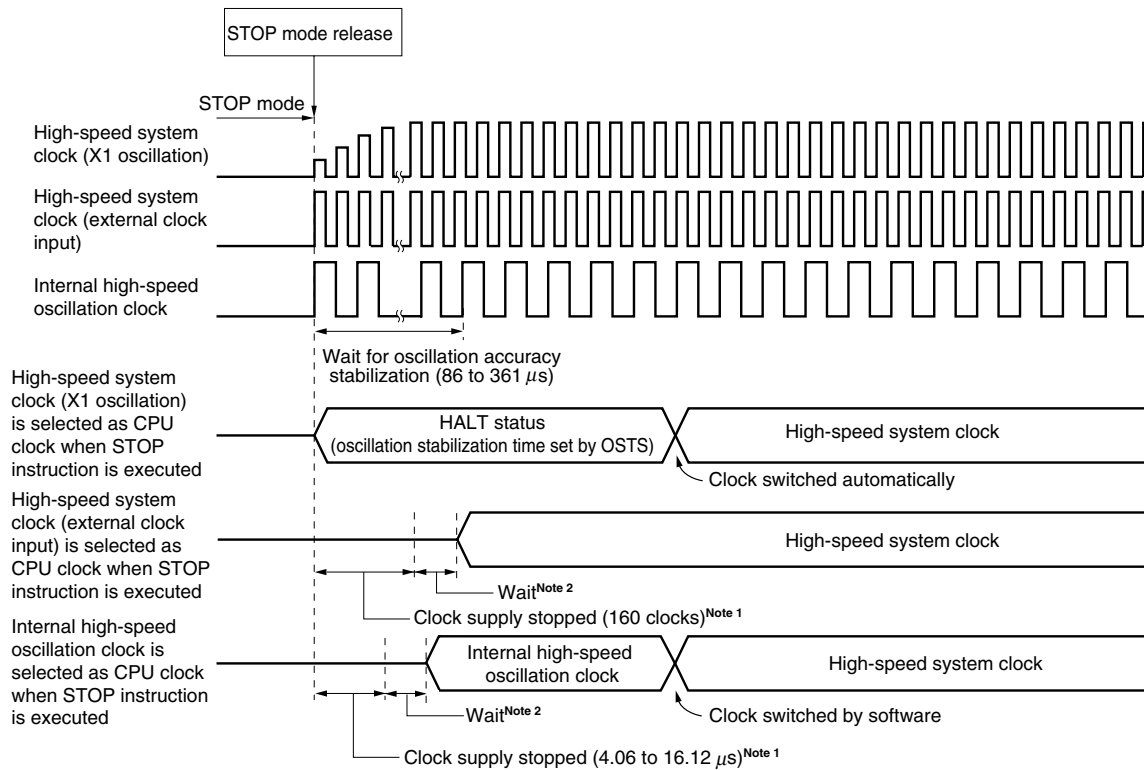 STOP mode release
STOP mode
High-speed system
clock (X1 oscillation)
High-speed system
clock (external clock
input)
Internal high-speed
oscillation clock
Wait for oscillation accuracy
stabilization (86 to 361 μs)
High-speed system
clock (X1 oscillation)
is selected as CPU
clock when STOP
instruction is executed
HALT status
(oscillation stabilization time set by OSTS)
High-speed system clock
Clock switched automatically
High-speed system
clock (external clock
input) is selected as
CPU clock when STOP
instruction is executed
High-speed system clock
Wait Note 2
Clock supply stopped (160 clocks) Note 1
Internal high-speed
oscillation clock is
selected as CPU clock
when STOP instruction
is executed
Internal high-speed
oscillation clock
High-speed system clock
Wait Note 2
Clock switched by software
Clock supply stopped (4.06 to 16.12 μs) Note 1